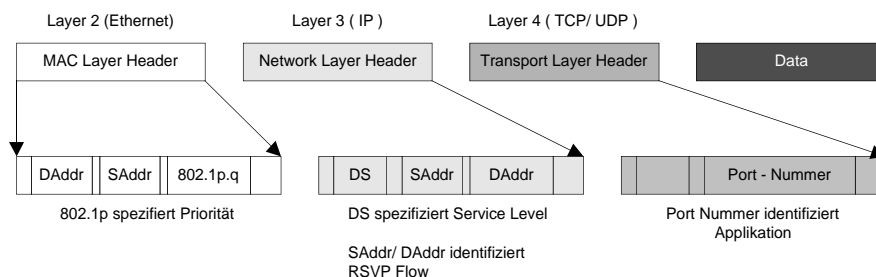 Layer 2 (Ethernet)
Layer 3 ( IP )
Layer 4 ( TCP/ UDP )
MAC Layer Header
Network Layer Header
Transport Layer Header
Data
DAddr
SAddr
802.1p.q
DS
SAddr
DAddr
Port - Nummer
802.1p spezifiert Priorität
DS spezifiziert Service Level
SAddr/ DAddr identifiziert
RSVP Flow
Port Nummer identifiziert
Applikation